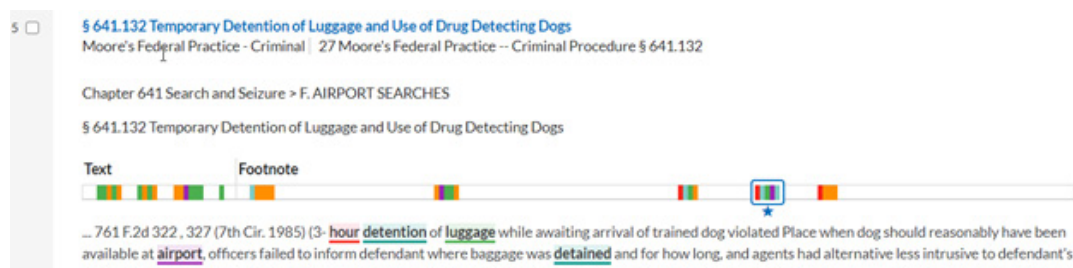 5
§ 641.132 Temporary Detention of Luggage and Use of Drug Detecting Dogs
Moore's Federal Practice - Criminal | 27 Moore's Federal Practice -- Criminal Procedure § 641.132
Chapter 641 Search and Seizure > F. AIRPORT SEARCHES
§ 641.132 Temporary Detention of Luggage and Use of Drug Detecting Dogs
Text Footnote
... 761 F.2d 322 , 327 (7th Cir. 1985) (3- hour detention of luggage while awaiting arrival of trained dog violated Place when dog should reasonably have been
available at airport, officers failed to inform defendant where baggage was detained and for how long, and agents had alternative less intrusive to defendant's